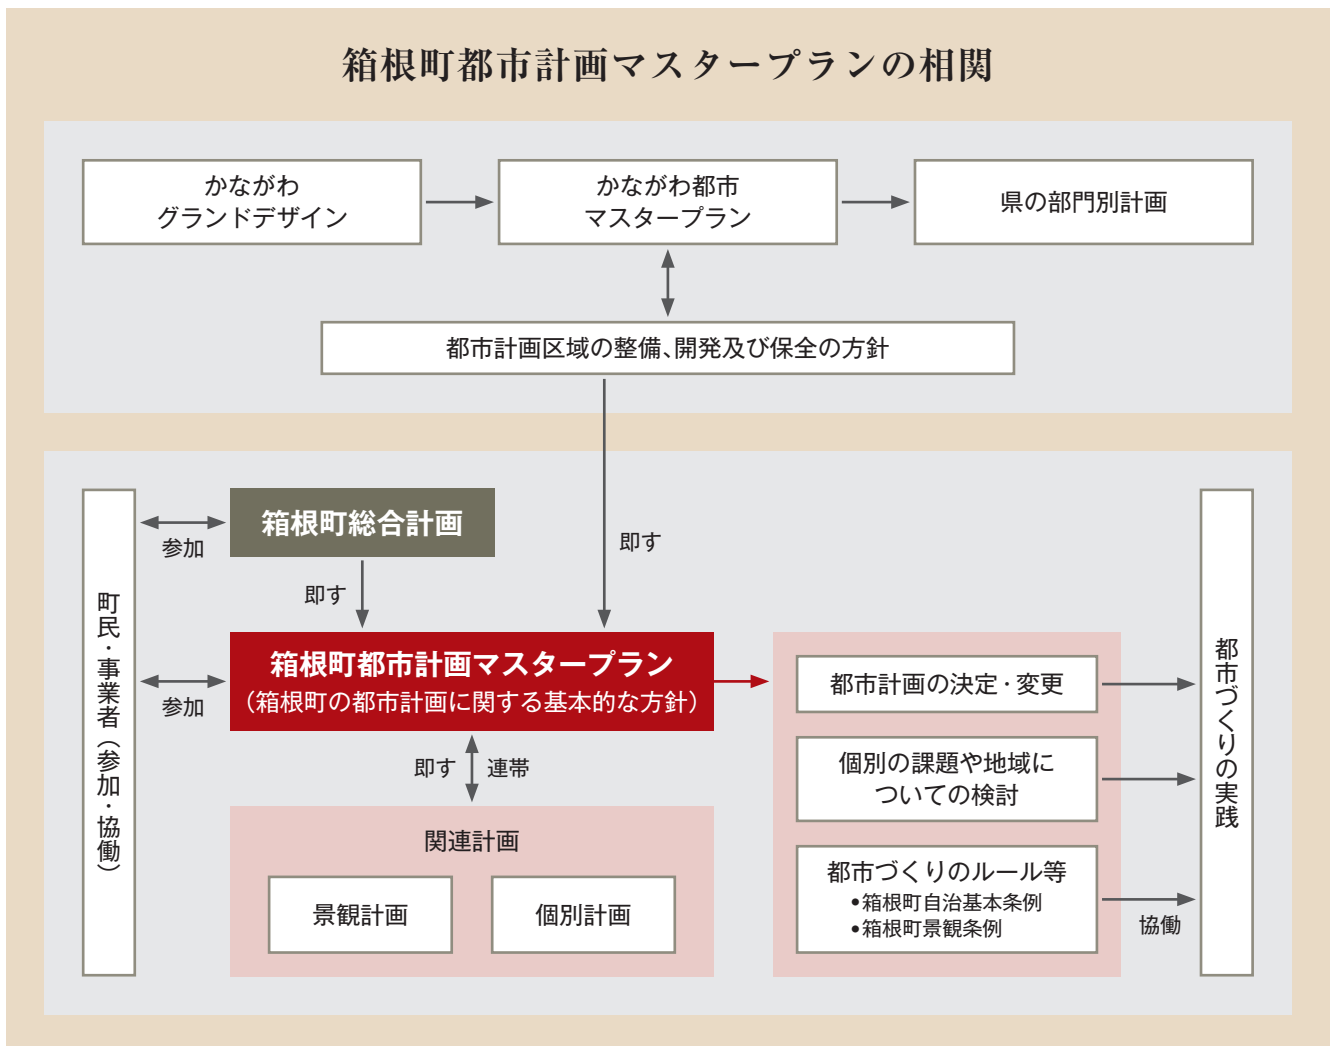 箱根町都市計画マスタープランの相関
かながわ
グランドデザイン
かながわ都市
マスタープラン
県の部門別計画
都市計画区域の整備、開発及び保全の方針
町民・事業者（参加・協働）
箱根町総合計画
参加
即す
即す
箱根町都市計画マスタープラン
（箱根町の都市計画に関する基本的な方針）
参加
即す
連帯
関連計画
景観計画
個別計画
都市計画の決定・変更
個別の課題や地域に
ついての検討
都市づくりのルール等
•箱根町自治基本条例
•箱根町景観条例
協働
都市づくりの実践